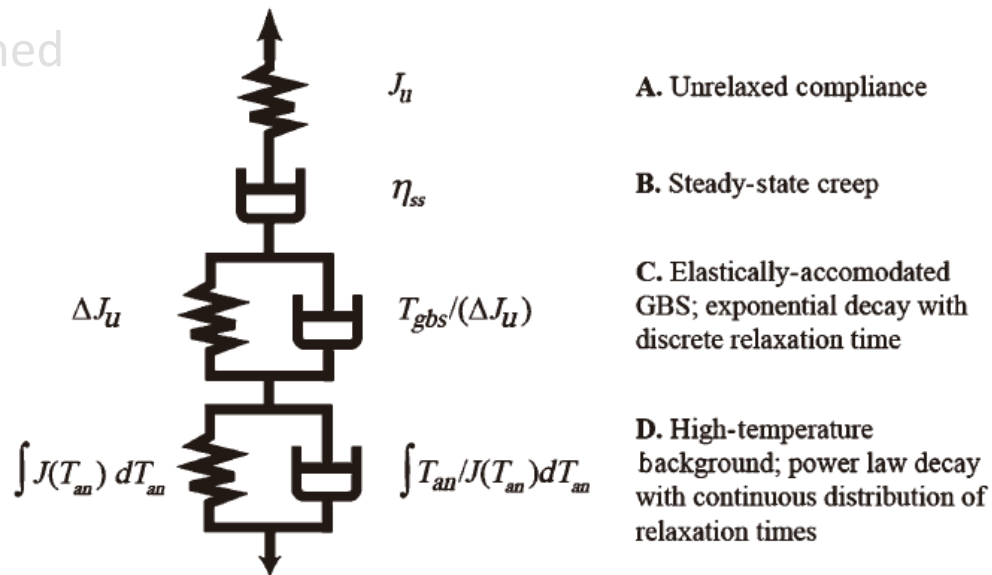 ned
J_u
A. Unrelaxed compliance
η_ss
B. Steady-state creep
ΔJ_u
T_gbs/(ΔJ_u)
C. Elastically-accomodated
GBS; exponential decay with
discrete relaxation time
∫J(T_an) dT_an
∫T_an/J(T_an)dT_an
D. High-temperature
background; power law decay
with continuous distribution of
relaxation times